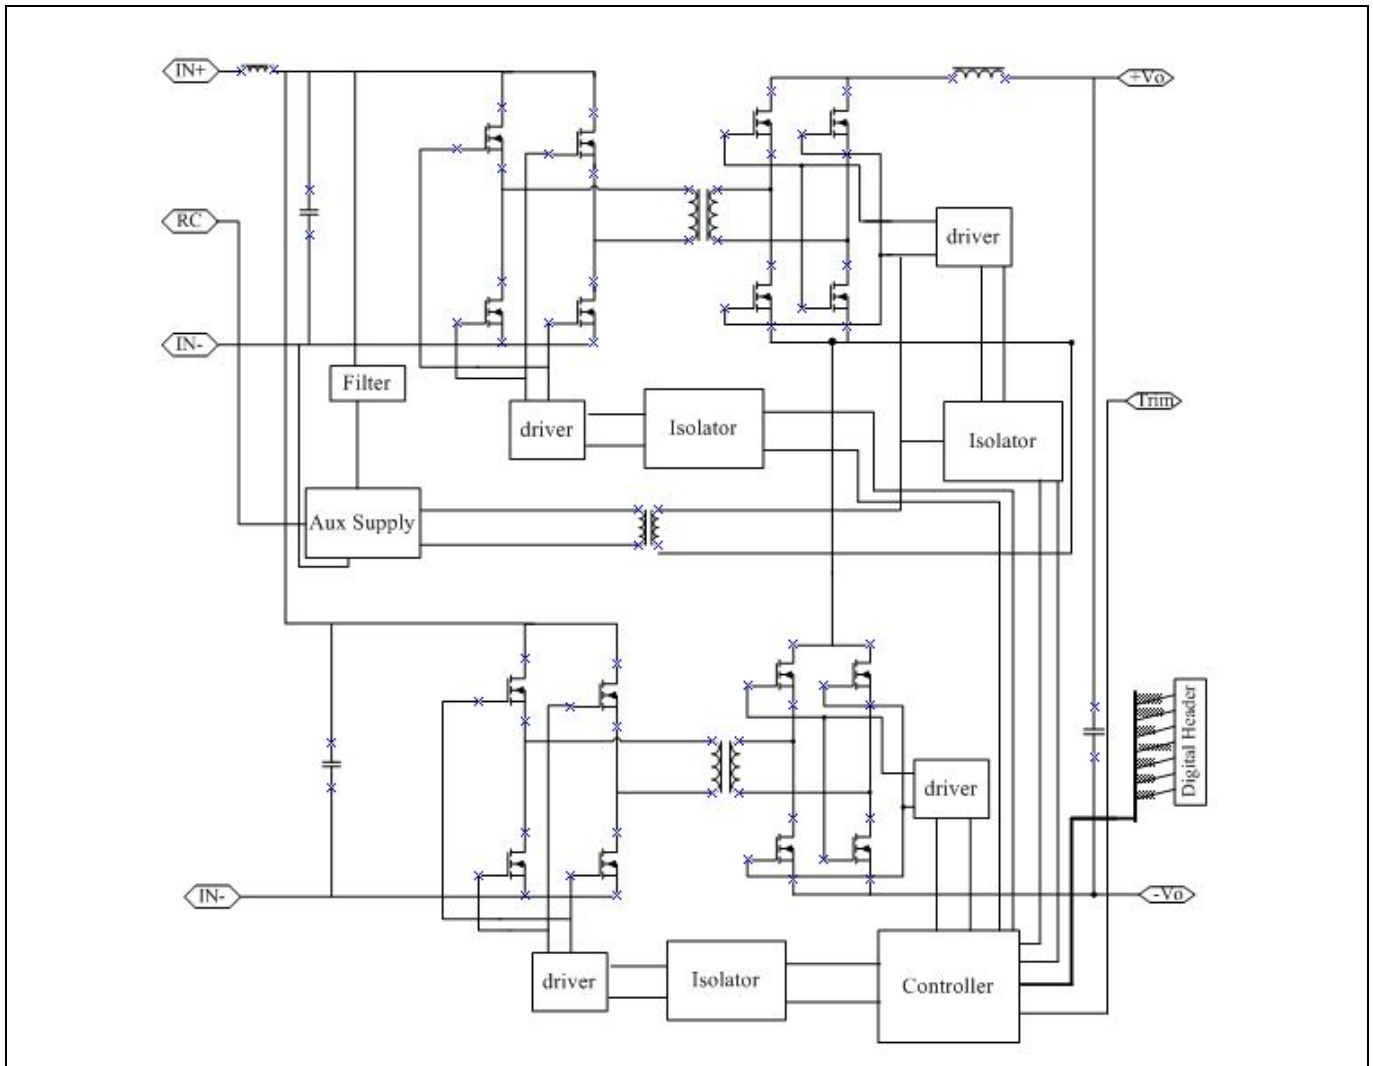 IN+
+Vo
RC
driver
IN-
Filter
Trim
driver
Isolator
Isolator
Aux Supply
Digital Header
driver
IN-
-Vo
driver
Isolator
Controller